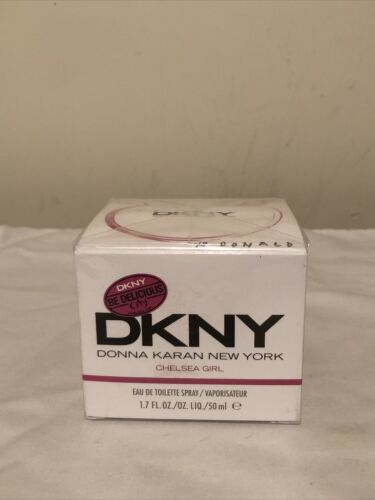 DKNY
DONALD
DKNY
BE DELICIOUS
DKNY
DONNA KARAN NEW YORK
CHELSEA GIRL
EAU DE TOILETTE SPRAY/VAPORISATEUR
1.7 FL.OZ./OZ. LIQ./50 ml ℮